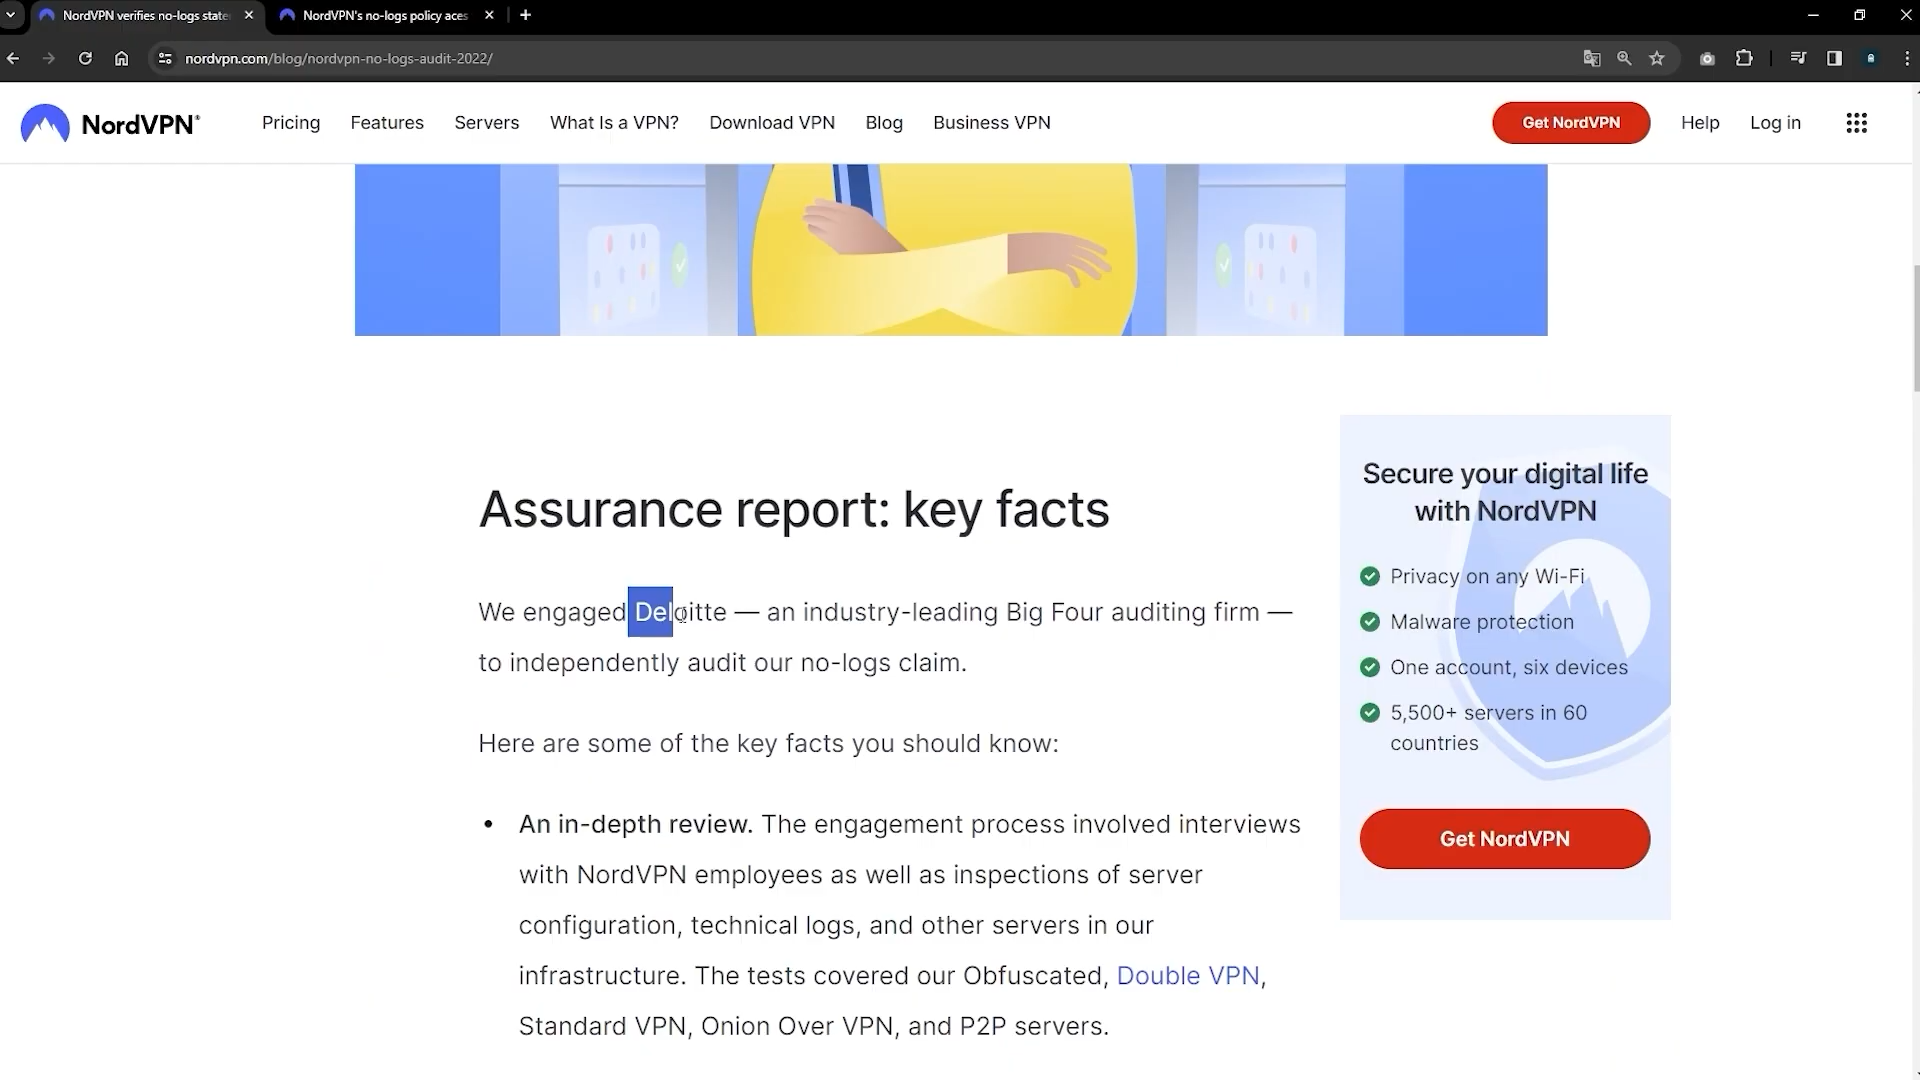 NordVPN verifies no-logs state
NordVPN's no-logs policy aces
nordvpn.com/blog/nordvpn-no-logs-audit-2022/
NordVPN®
Pricing
Features
Servers
What Is a VPN?
Download VPN
Blog
Business VPN
Get NordVPN
Help
Log in
Assurance report: key facts
We engaged Deloitte — an industry-leading Big Four auditing firm —
to independently audit our no-logs claim.
Here are some of the key facts you should know:
• An in-depth review. The engagement process involved interviews
with NordVPN employees as well as inspections of server
configuration, technical logs, and other servers in our
infrastructure. The tests covered our Obfuscated, Double VPN,
Standard VPN, Onion Over VPN, and P2P servers.
Secure your digital life
with NordVPN
Privacy on any Wi-Fi
Malware protection
One account, six devices
5,500+ servers in 60
countries
Get NordVPN